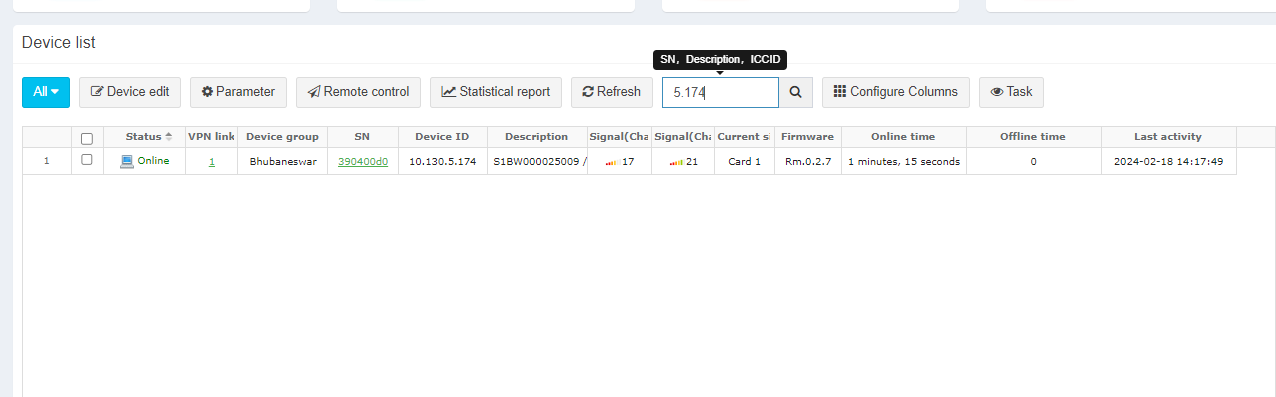 Device list
SN, Description, ICCID
All Device edit Parameter Remote control Statistical report Refresh 5.174 Configure Columns Task
Status VPN link Device group SN Device ID Description Signal(Cha Signal(Cha Current s Firmware Online time Offline time Last activity
1 Online 1 Bhubaneswar 390400d0 10.130.5.174 S1BW000025009 / 17 21 Card 1 Rm.0.2.7 1 minutes, 15 seconds 0 2024-02-18 14:17:49